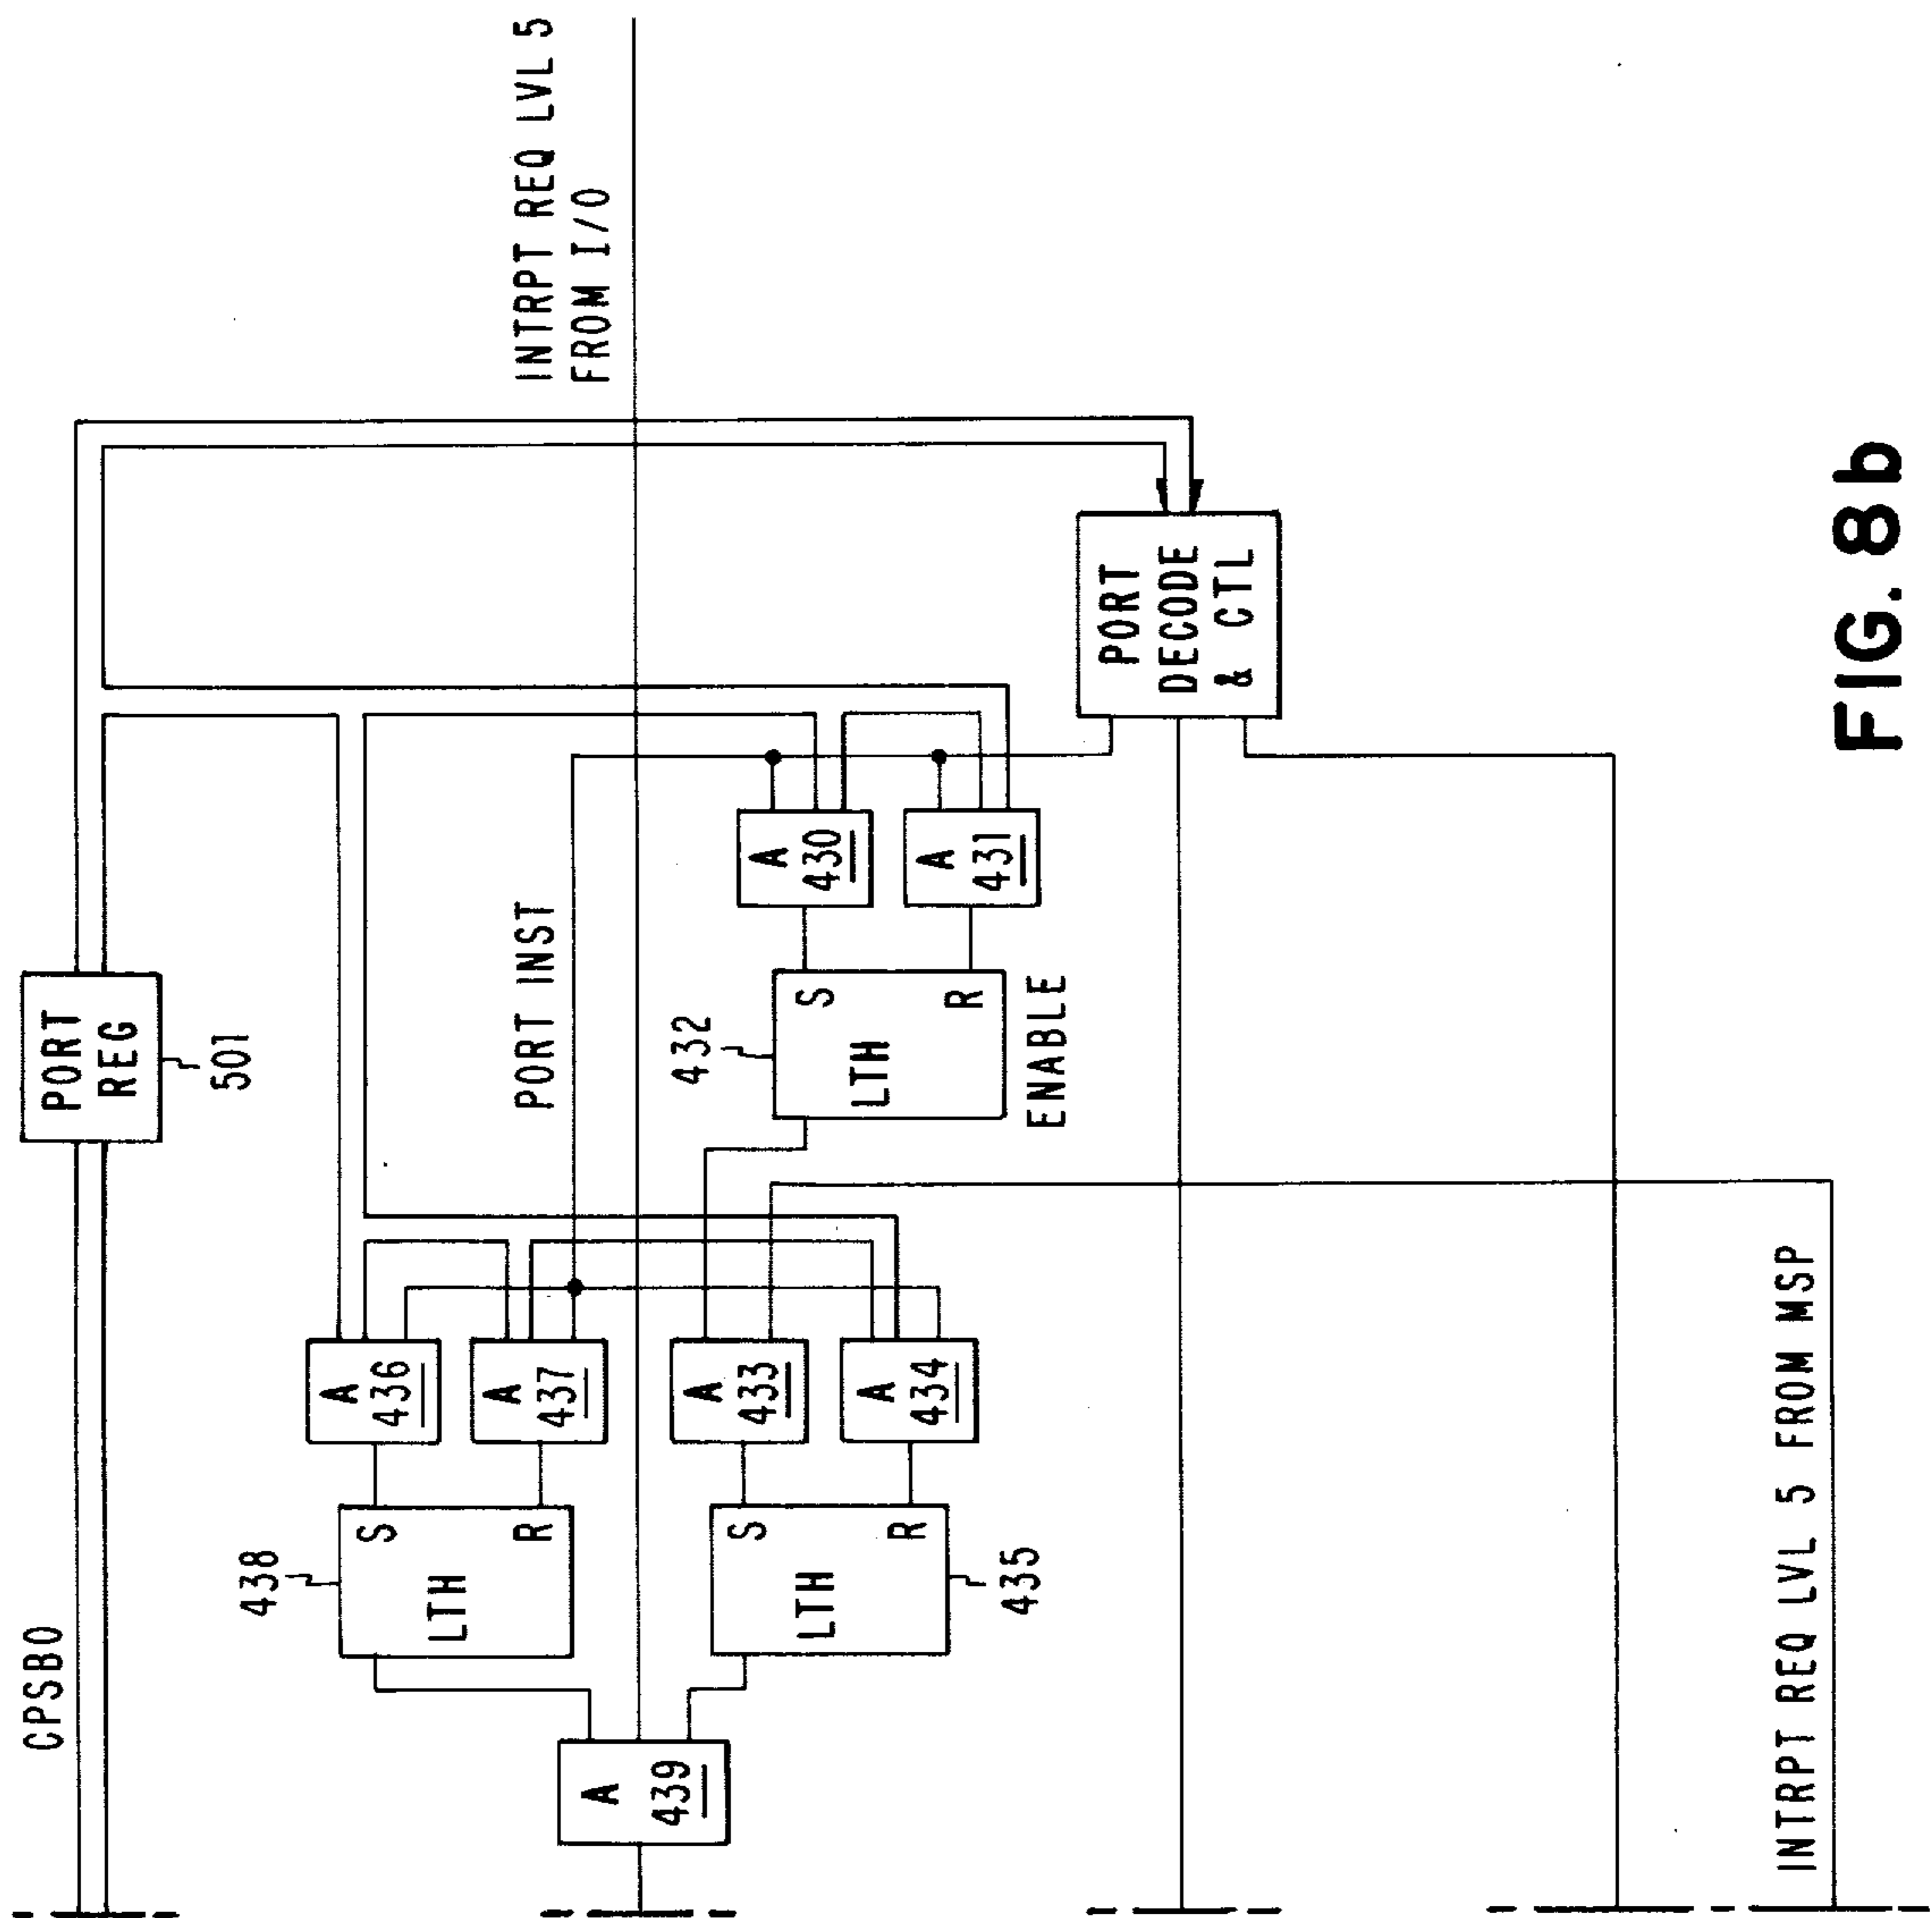 CPSBO
PORT
REG
501
INTRPT REQ LVL 5
FROM I/O
PORT INST
438
LTH
S
R
A
436
A
437
A
439
LTH
S
R
435
A
433
A
434
432
LTH
S
R
ENABLE
A
430
A
431
PORT
DECODE
& CTL
INTRPT REQ LVL 5 FROM MSP
FIG. 8b